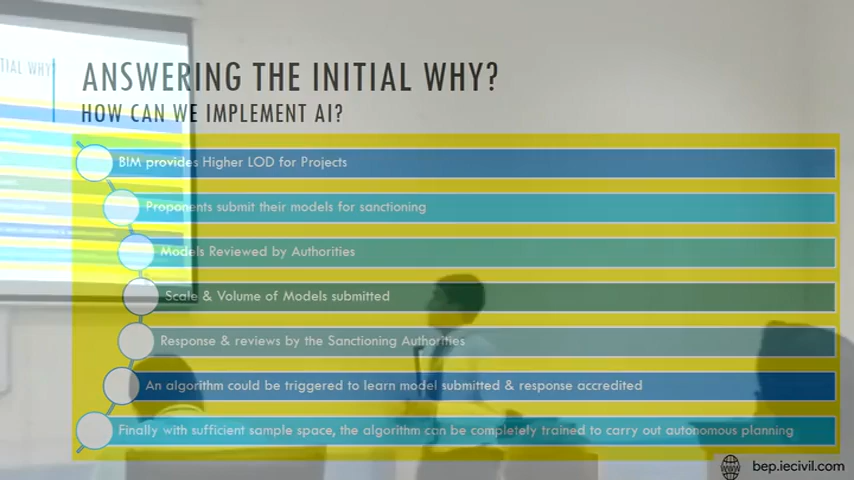 TIAL WHY
ANSWERING THE INITIAL WHY?
HOW CAN WE IMPLEMENT AI?
BIM provides Higher LOD for Projects
Proponents submit their models for sanctioning
Models Reviewed by Authorities
Scale & Volume of Models submitted
Response & reviews by the Sanctioning Authorities
An algorithm could be triggered to learn model submitted & response accredited
Finally with sufficient sample space, the algorithm can be completely trained to carry out autonomous planning
bep.iecivil.com